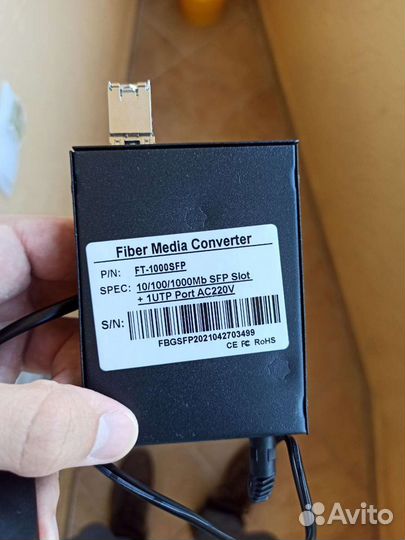 Fiber Media Converter
P/N: FT-1000SFP
SPEC: 10/100/1000Mb SFP Slot
+ 1UTP Port AC220V
S/N:
FBGSFP2021042703499
CE FC RoHS
Avito